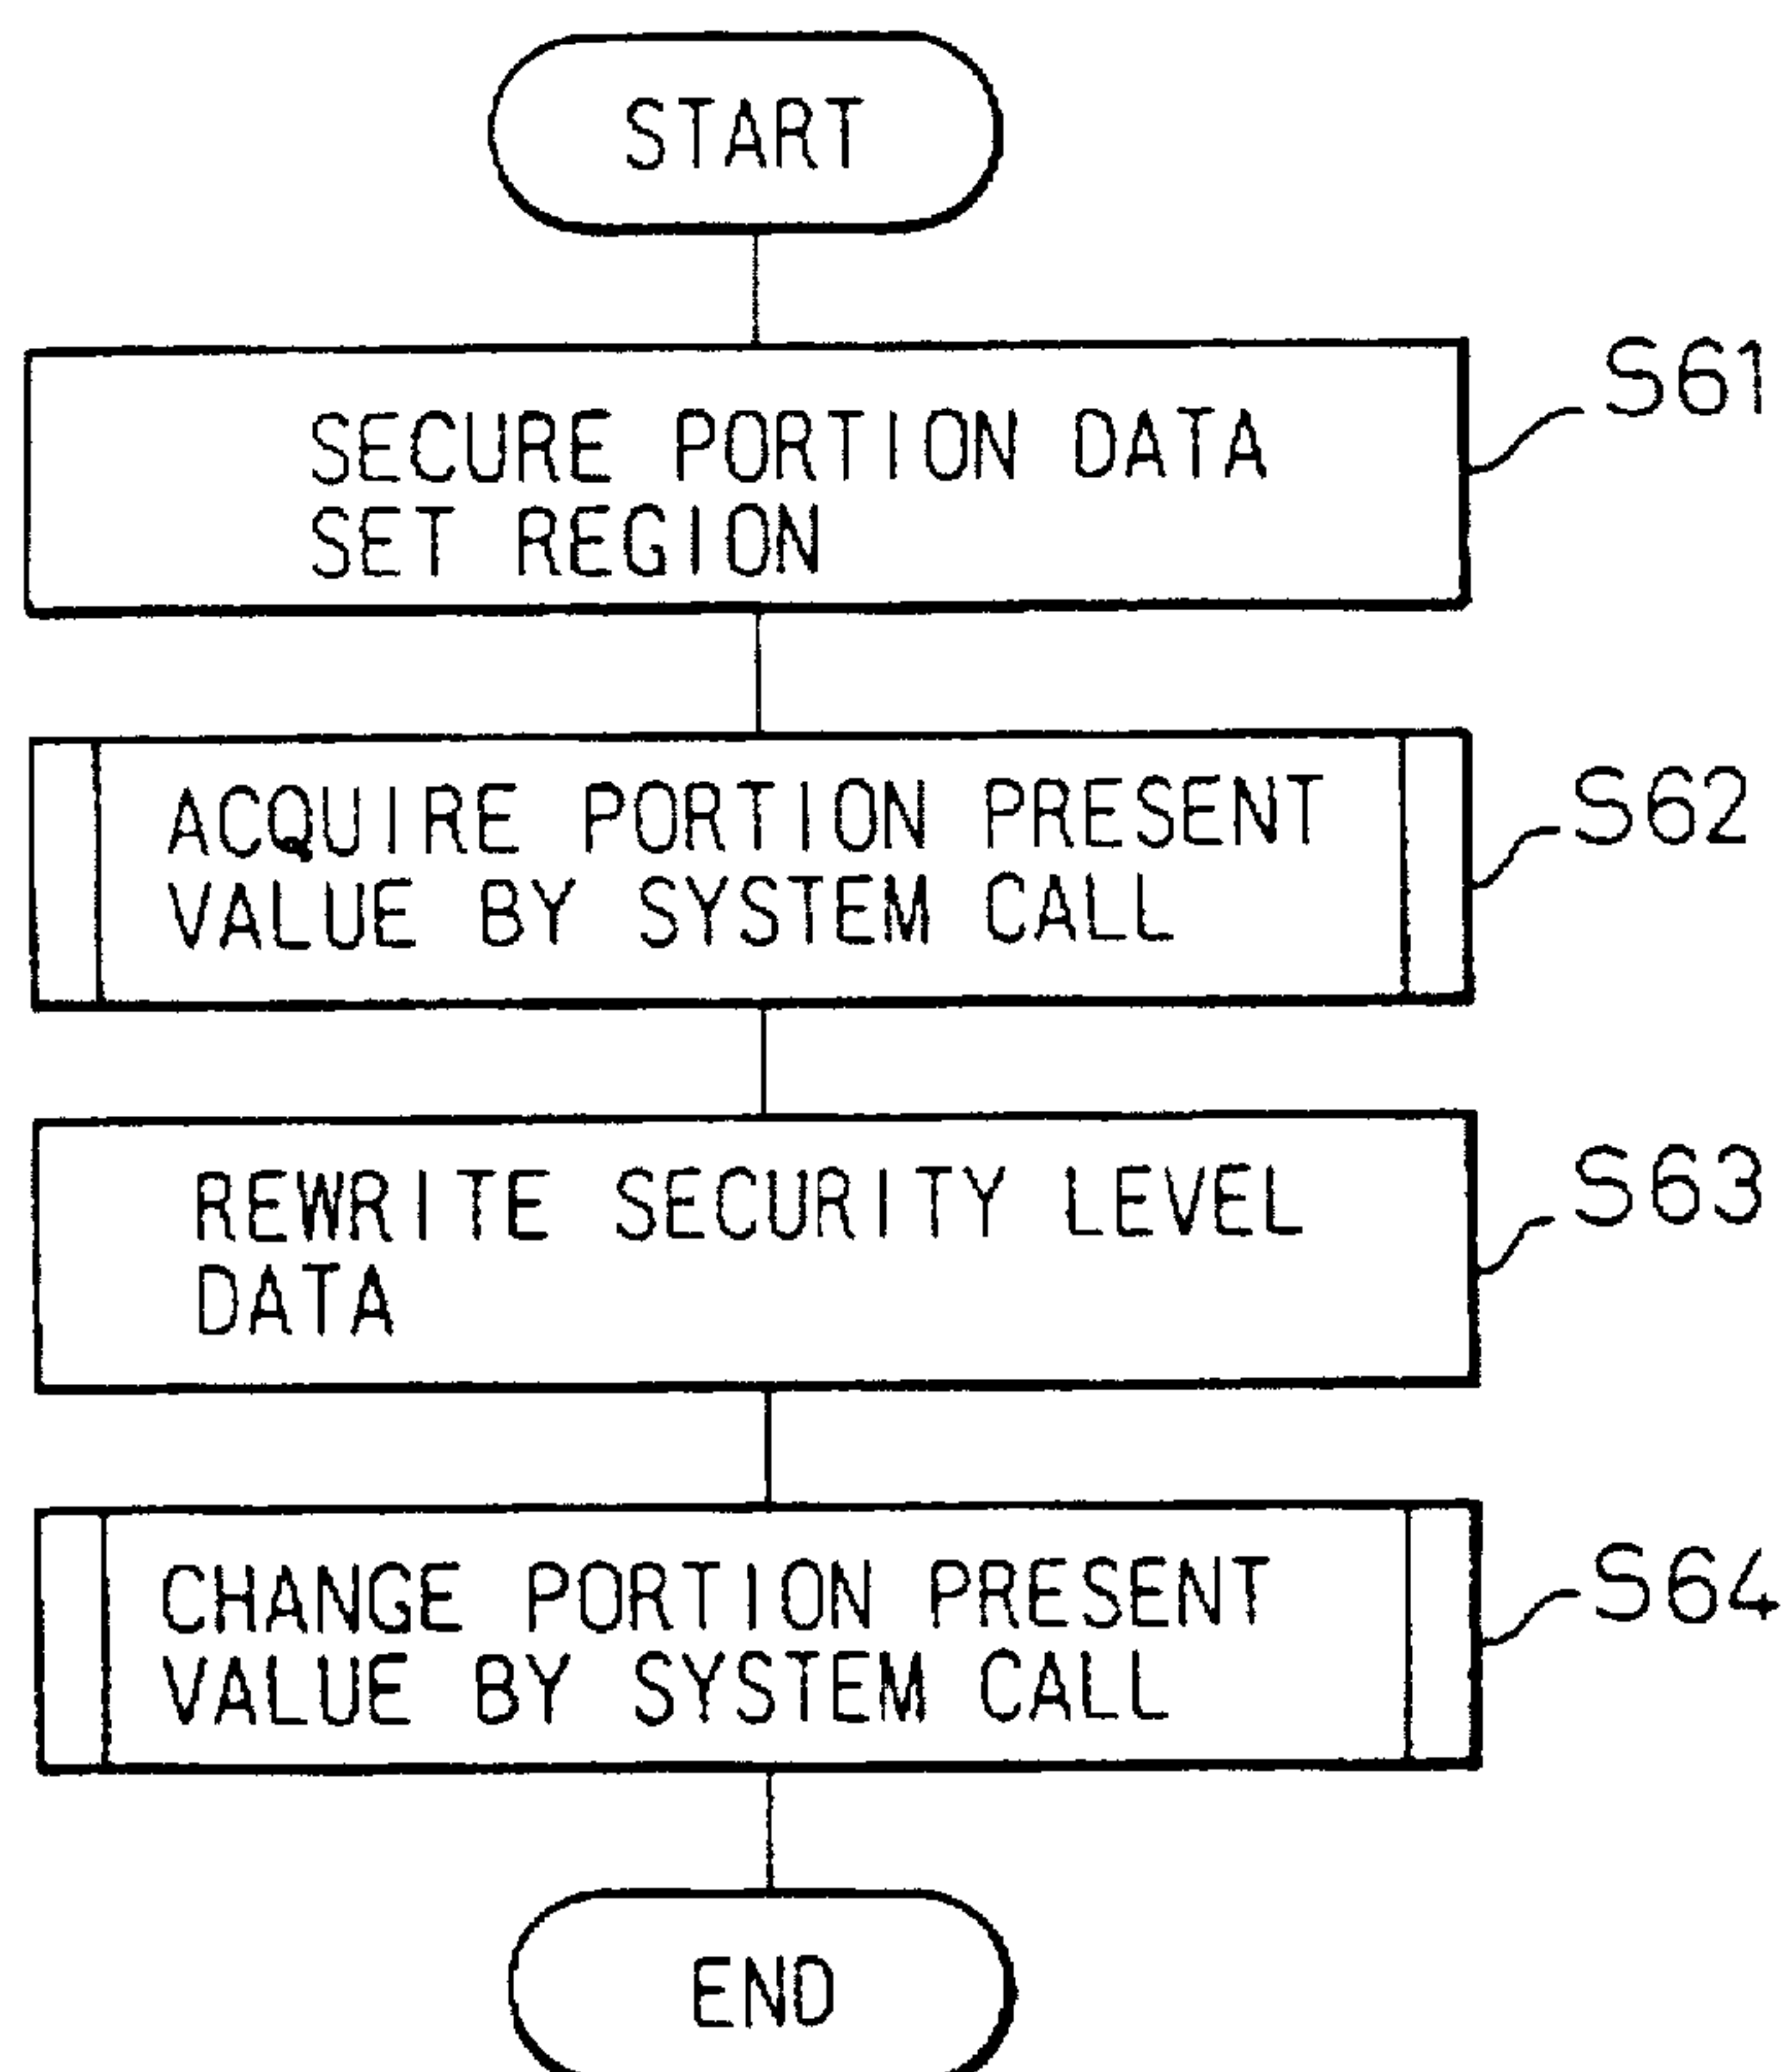 START
SECURE PORTION DATA
SET REGION
S61
ACQUIRE PORTION PRESENT
VALUE BY SYSTEM CALL
S62
REWRITE SECURITY LEVEL
DATA
S63
CHANGE PORTION PRESENT
VALUE BY SYSTEM CALL
S64
END